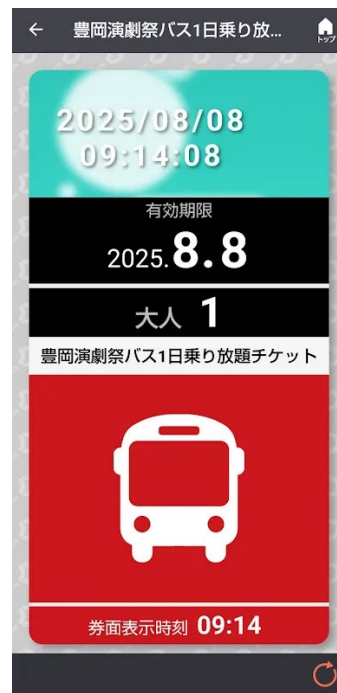 豊岡演劇祭バス1日乗り放...
トップ
2025/08/08
09:14:08
有効期限
2025.8.8
大人 1
豊岡演劇祭バス1日乗り放題チケット
券面表示時刻 09:14